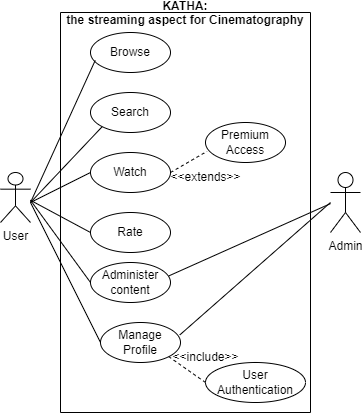 KATHA:
the streaming aspect for Cinematography
Browse
Search
Premium
Access
Watch
<<extends>>
User
Rate
Admin
Administer
content
Manage
Profile
<<include>>
User
Authentication